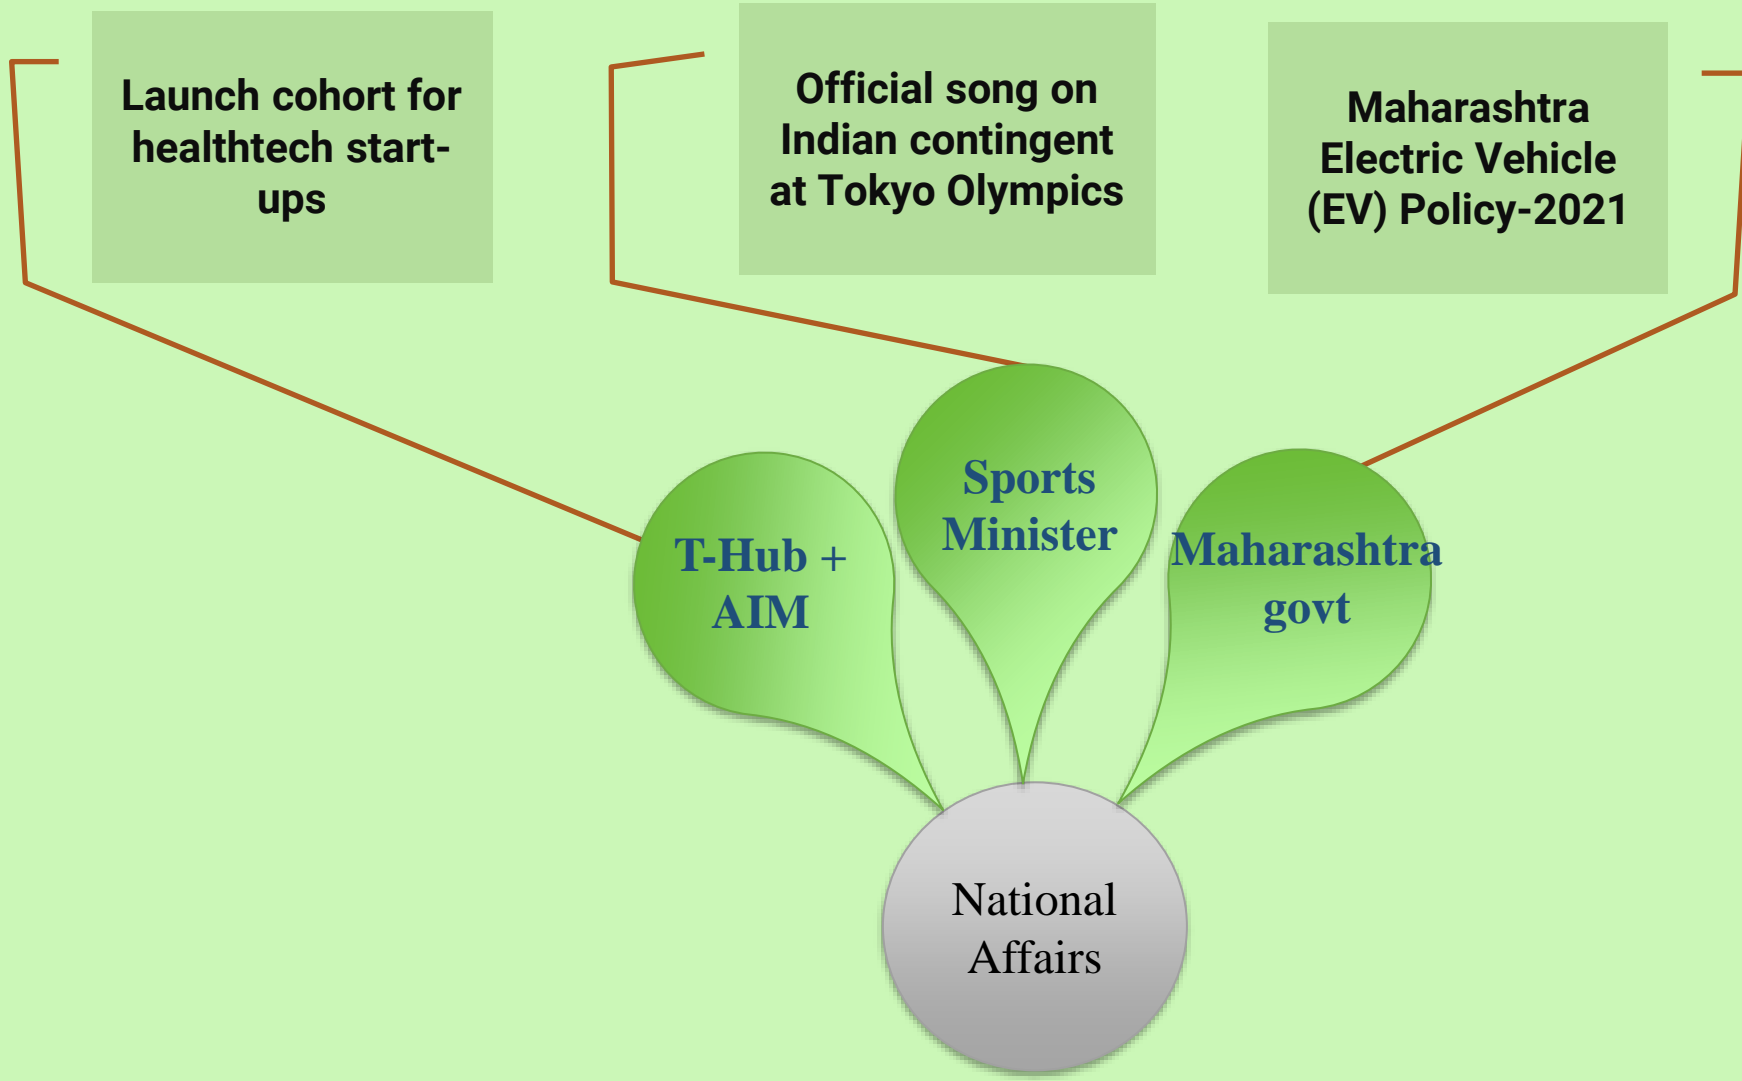 Launch cohort for
healthtech start-
ups
Official song on
Indian contingent
at Tokyo Olympics
Maharashtra
Electric Vehicle
(EV) Policy-2021
T-Hub +
AIM
Sports
Minister
Maharashtra
govt
National
Affairs